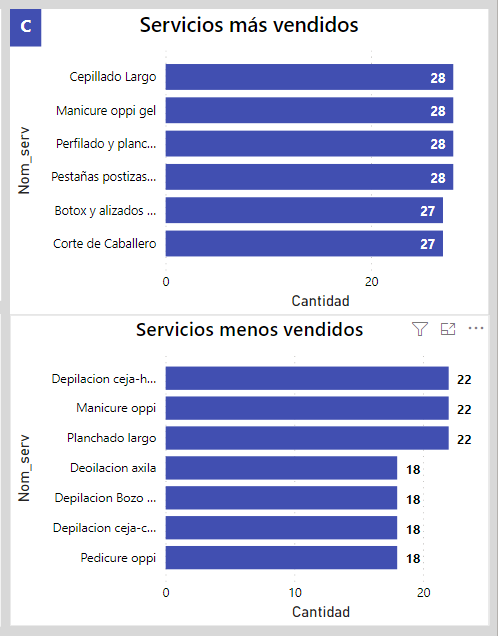 C
Servicios más vendidos
Nom_serv
Cepillado Largo 28
Manicure oppi gel 28
Perfilado y planc... 28
Pestañas postizas... 28
Botox y alizados ... 27
Corte de Caballero 27
0 20
Cantidad
Servicios menos vendidos
Nom_serv
Depilacion ceja-h... 22
Manicure oppi 22
Planchado largo 22
Deoilacion axila 18
Depilacion Bozo ... 18
Depilacion ceja-c... 18
Pedicure oppi 18
0 10 20
Cantidad